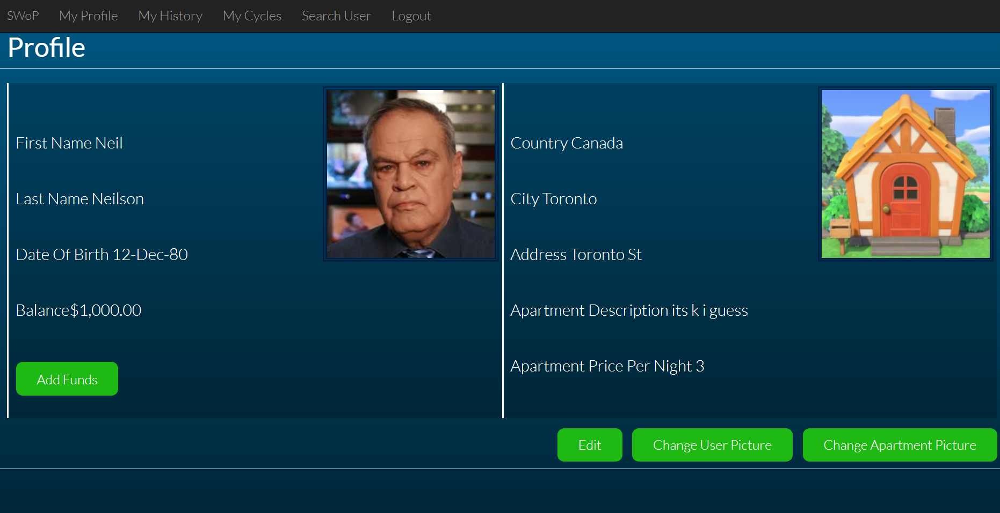 SWoP My Profile My History My Cycles Search User Logout
Profile
First Name Neil
Last Name Neilson
Date Of Birth 12-Dec-80
Balance$1,000.00
Add Funds
Country Canada
City Toronto
Address Toronto St
Apartment Description its k i guess
Apartment Price Per Night 3
Edit Change User Picture Change Apartment Picture